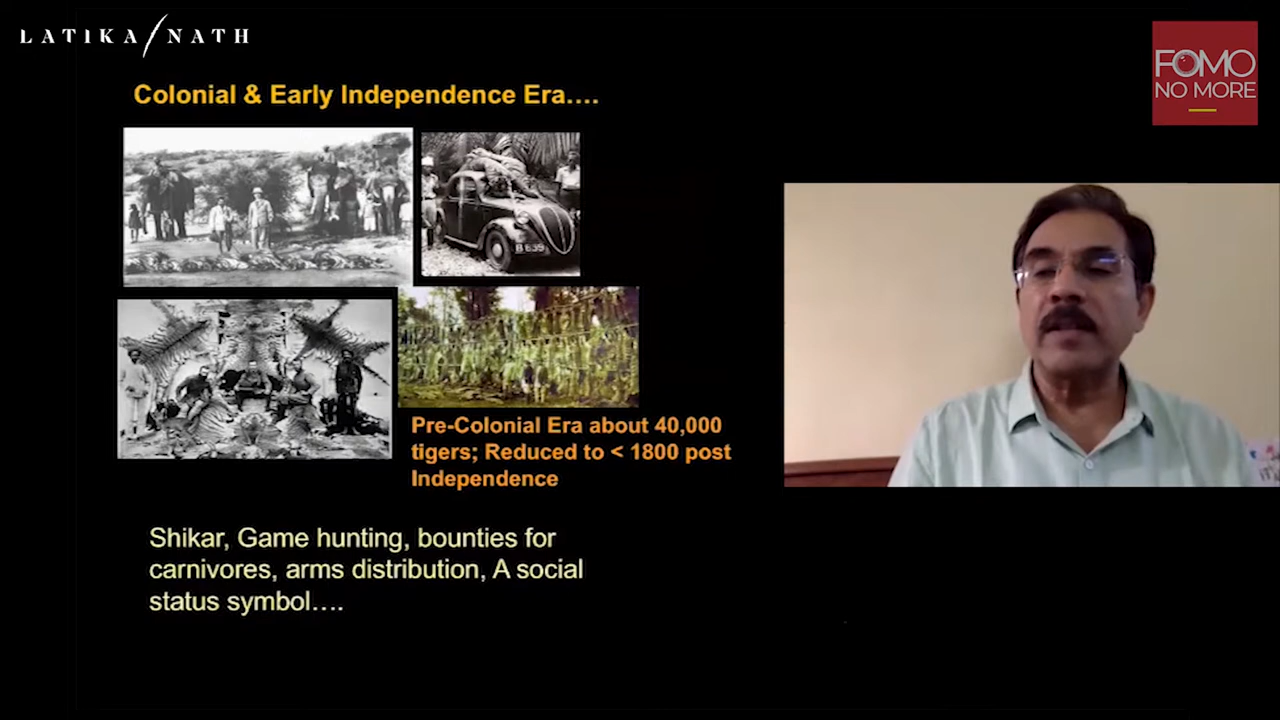 LATIKA/NATH
FOMO
NO MORE
Colonial & Early Independence Era....
B 639
Pre-Colonial Era about 40,000
tigers; Reduced to < 1800 post
Independence
Shikar, Game hunting, bounties for
carnivores, arms distribution, A social
status symbol....